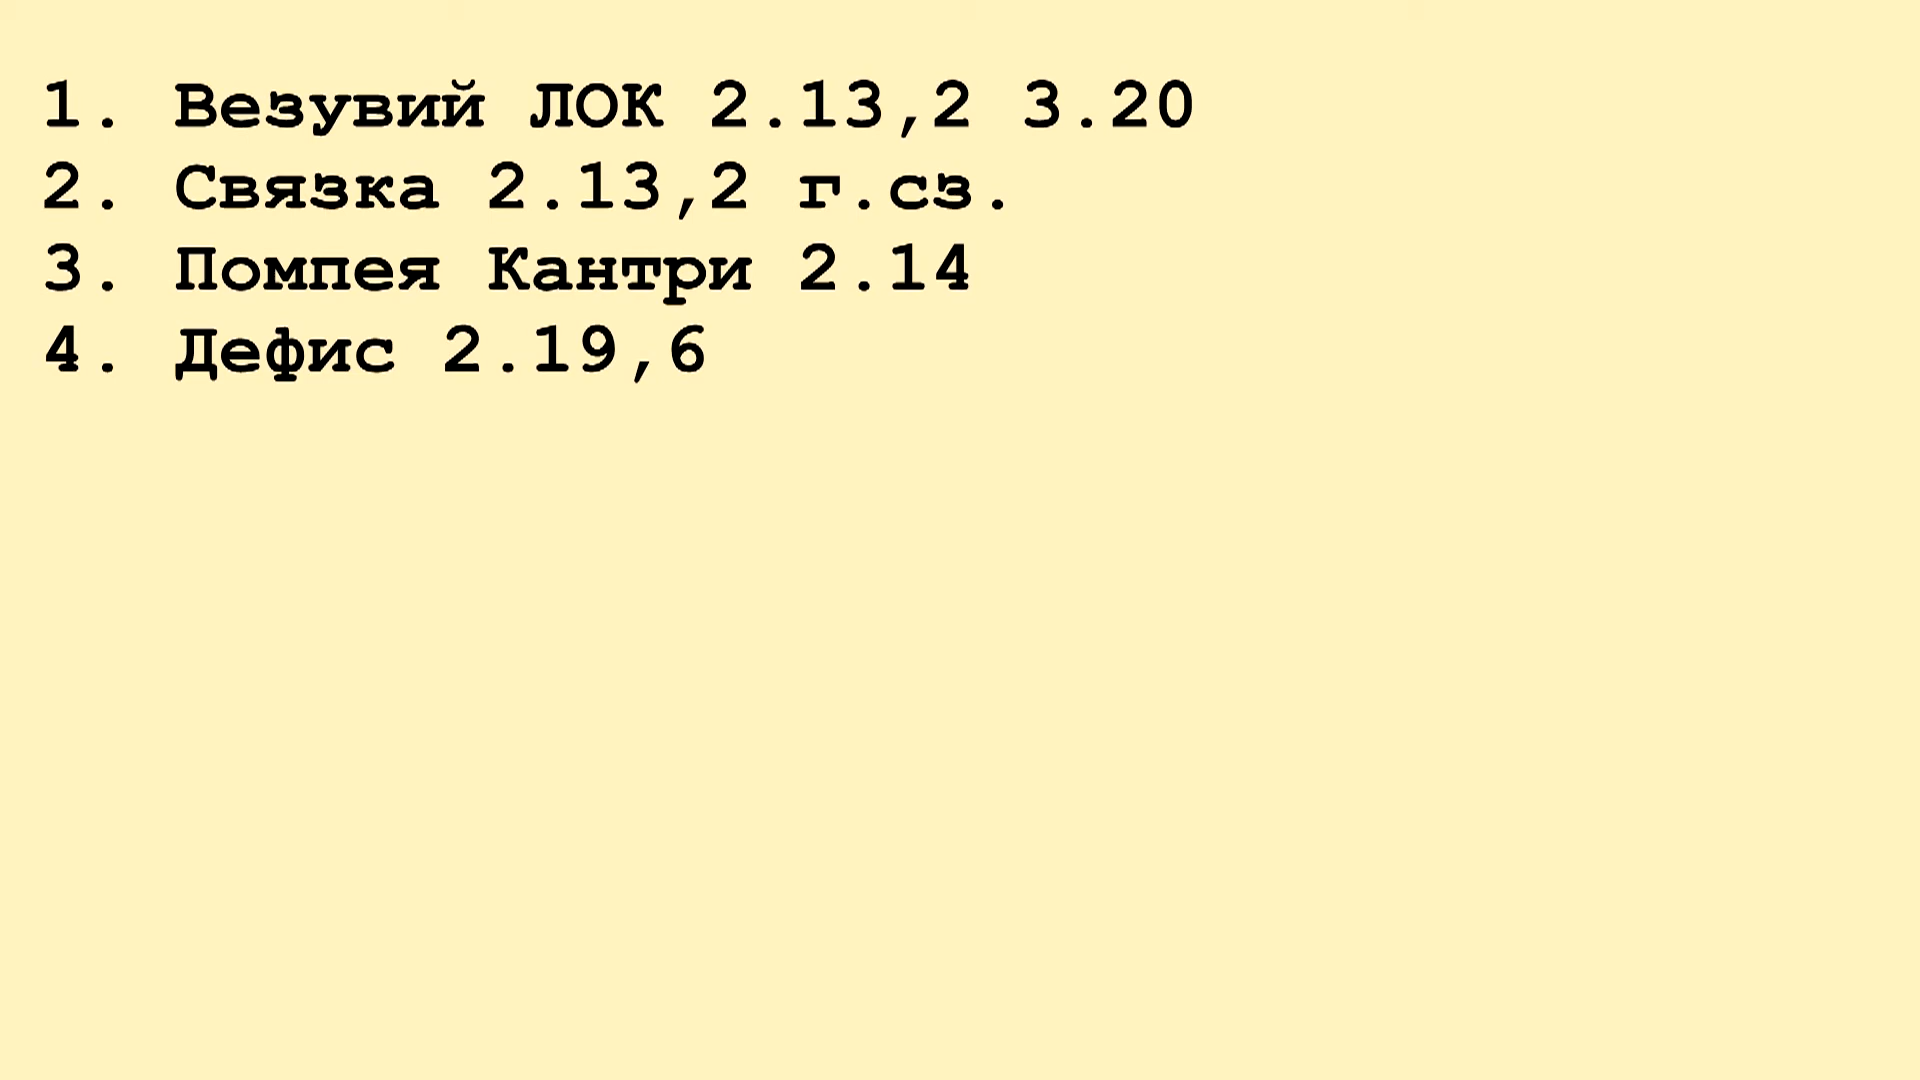 1. Везувий ЛОК 2.13,2 3.20
2. Связка 2.13,2 г.сз.
3. Помпея Кантри 2.14
4. Дефис 2.19,6